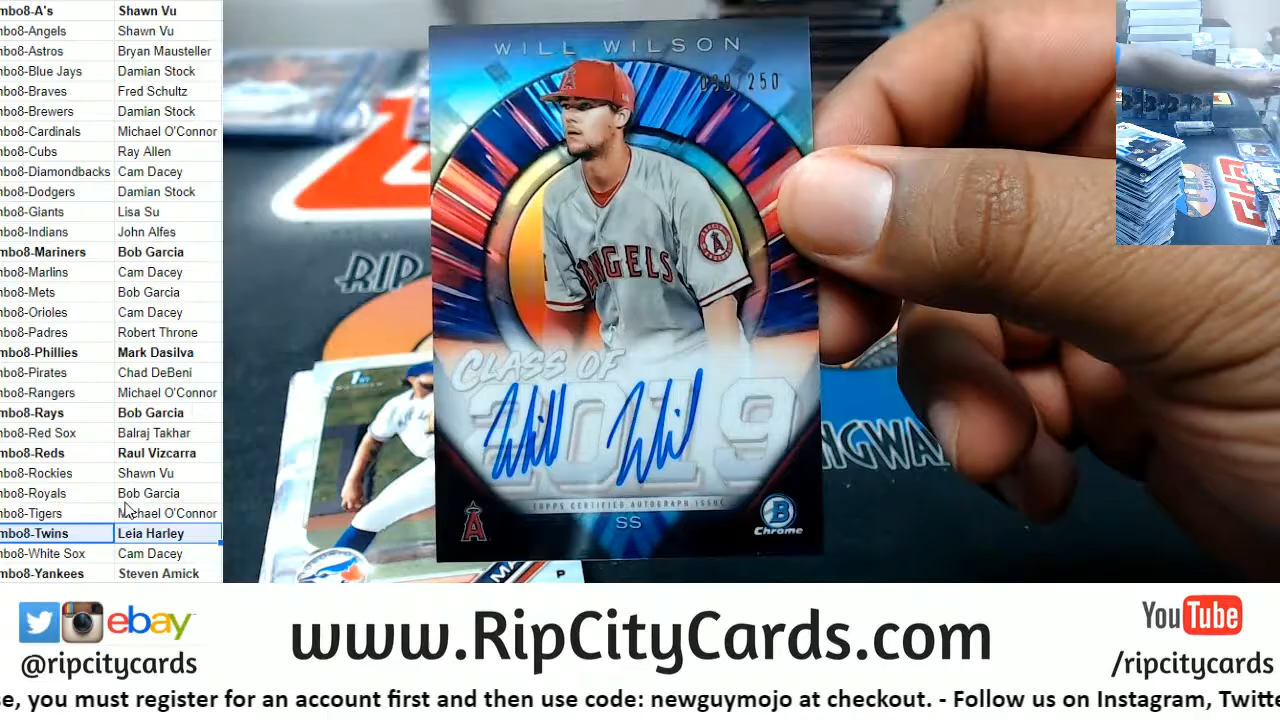 mbo8-A's Shawn Vu
mbo8-Angels Shawn Vu
mbo8-Astros Bryan Mausteller
mbo8-Blue Jays Damian Stock
mbo8-Braves Fred Schultz
mbo8-Brewers Damian Stock
mbo8-Cardinals Michael O'Connor
mbo8-Cubs Ray Allen
mbo8-Diamondbacks Cam Dacey
mbo8-Dodgers Damian Stock
mbo8-Giants Lisa Su
mbo8-Indians John Alfes
mbo8-Mariners Bob Garcia
mbo8-Marlins Cam Dacey
mbo8-Mets Bob Garcia
mbo8-Orioles Cam Dacey
mbo8-Padres Robert Throne
mbo8-Phillies Mark Dasilva
mbo8-Pirates Chad DeBeni
mbo8-Rangers Michael O'Connor
mbo8-Rays Bob Garcia
mbo8-Red Sox Balraj Takhar
mbo8-Reds Raul Vizcarra
mbo8-Rockies Shawn Vu
mbo8-Royals Bob Garcia
mbo8-Tigers Michael O'Connor
mbo8-Twins Leia Harley
mbo8-White Sox Cam Dacey
mbo8-Yankees Steven Amick
WILL WILSON
/250
A
A
ANGELS
CLASS OF
2019
Will Wil
TOPPS CERTIFIED AUTOGRAPH ISSUE
SS
A
B
Chrome
RIP
1st
P
NGWA
ebay
@ripcitycards
www.RipCityCards.com
YouTube
/ripcitycards
se, you must register for an account first and then use code: newguymojo at checkout. - Follow us on Instagram, Twitte